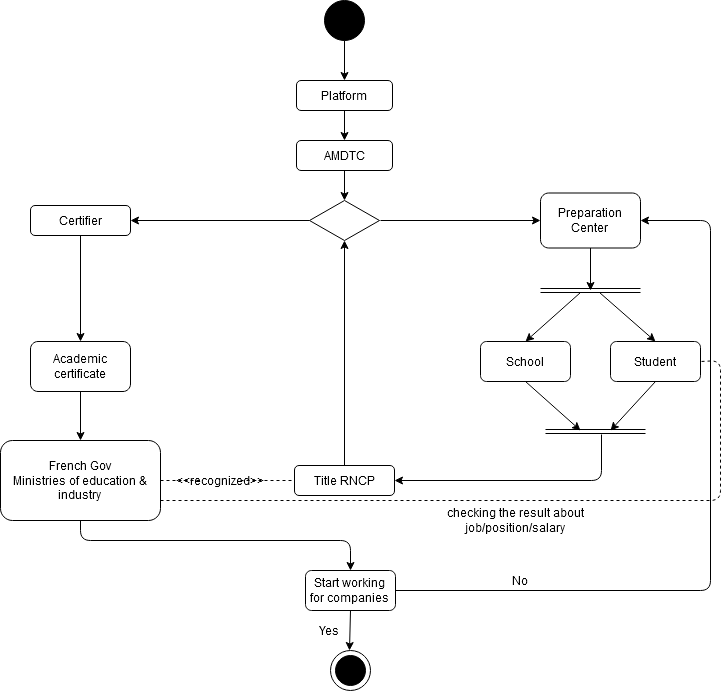 Platform
AMDTC
Certifier
Preparation
Center
Academic
certificate
School
Student
French Gov
Ministries of education &
industry
<<recognized>>
Title RNCP
checking the result about
job/position/salary
Start working
for companies
No
Yes